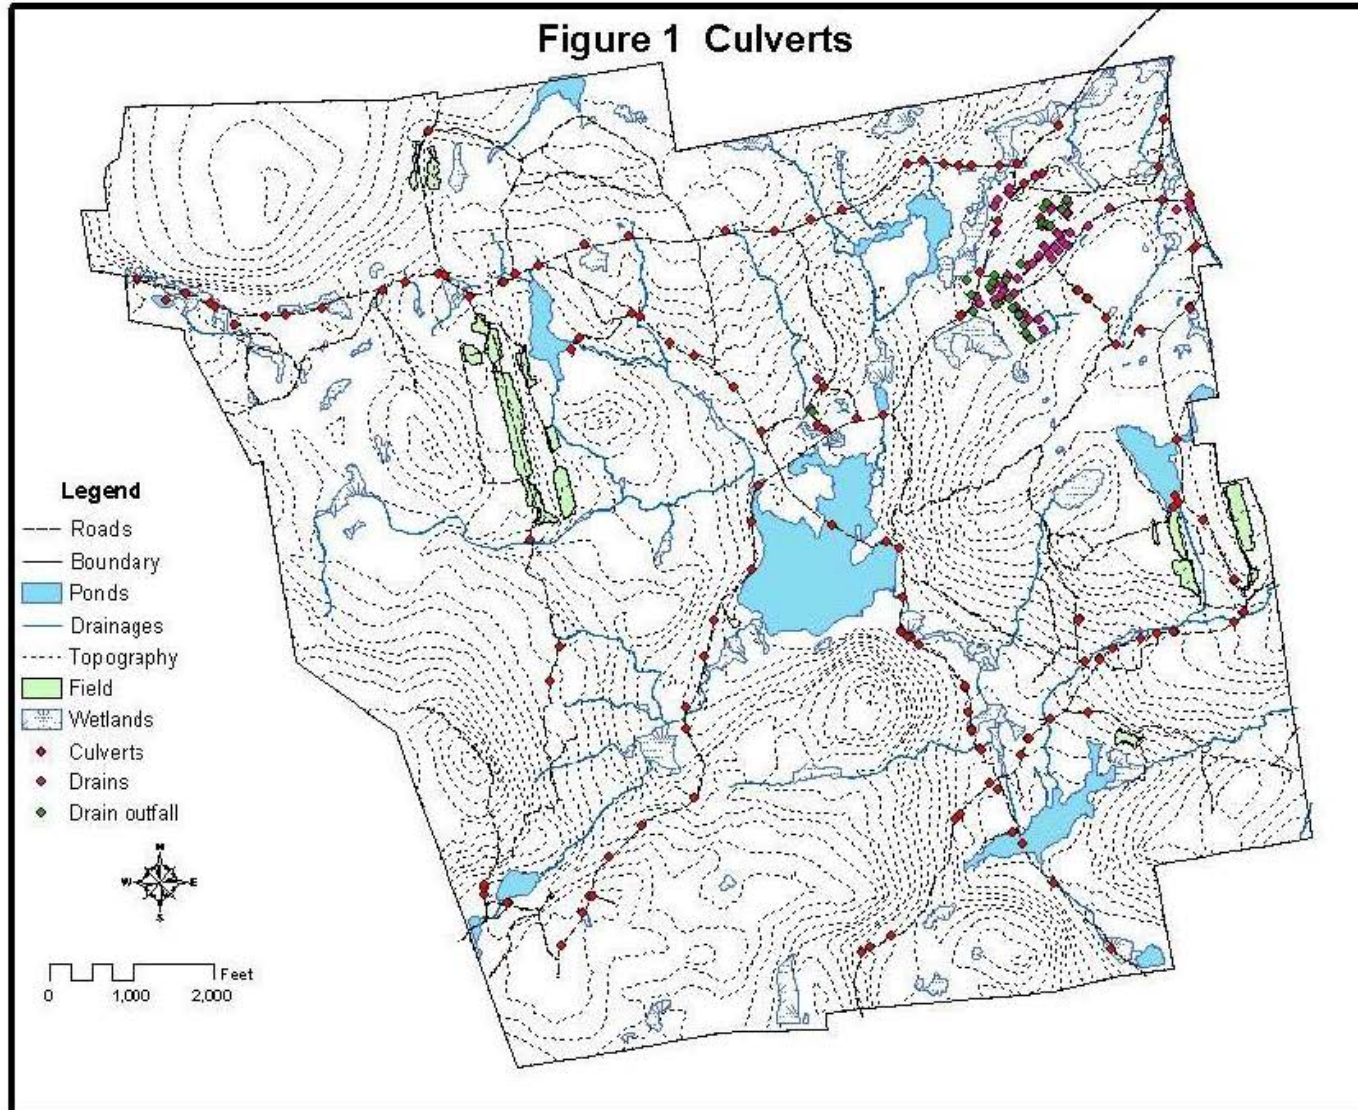 Figure 1 Culverts
Legend
Roads
Boundary
Ponds
Drainages
Topography
Field
Wetlands
Culverts
Drains
Drain outfall
N
W E
S
Feet
0 1,000 2,000